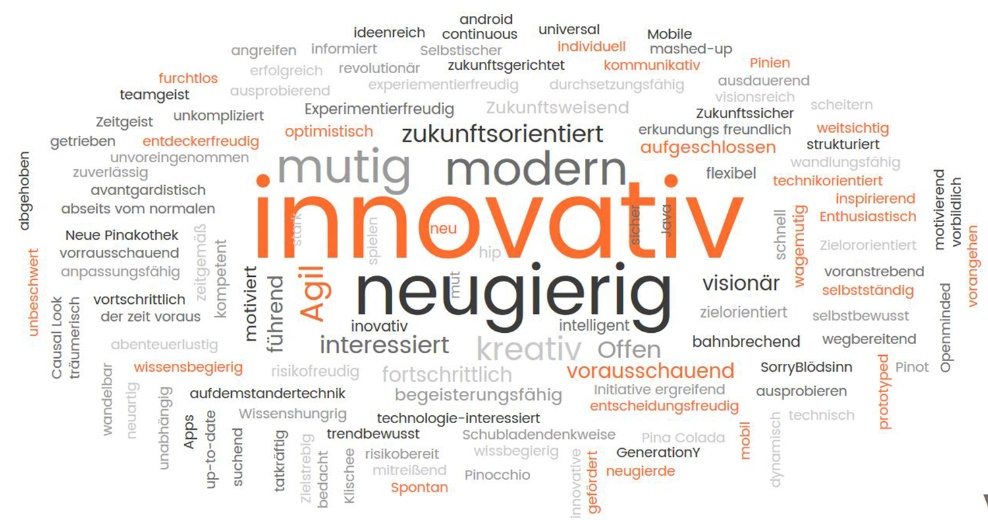 android
ideenreich continuous universal Mobile
angreifen informiert Selbstischer individuell mashed-up
furchtlos erfolgreich revolutionär zukunftsgerichtet kommunikativ Pinien
teamgeist ausprobierend experiementierfreudig durchsetzungsfähig ausdauerend
visionsreich scheitern
Zeitgeist unkompliziert Experimentierfreudig Zukunftsweisend Zukunftssicher
getrieben entdeckerfreudig optimistisch zukunftsorientiert erkundungs freundlich weitsichtig
aufgeschlossen strukturiert
unvoreingenommen mutig modern wandlungsfähig
zuverlässig flexibel technikorientiert
abgehoben avantgardistisch inspirierend motivierend vorbildlich
abseits vom normalen innovativ Enthusiastisch
stark spielen neu sicher Java schnell wagemutig
Neue Pinakothek hip Zielororientiert
vorrausschauend zeitgemäß kompetent vorangehen
unbeschwert anpassungsfähig voranstrebend
motiviert führend Agil neugierig mut visionär selbstständig
vortschrittlich zielorientiert selbstbewusst
der zeit voraus inovativ intelligent Openminded
Causal Look träumerisch abenteuerlustig interessiert kreativ Offen bahnbrechend wegbereitend
wissensbegierig risikofreudig fortschrittlich vorausschauend SorryBlödsinn Pinot
wandelbar neuartig aufdemstandertechnik begeisterungsfähig Initiative ergreifend ausprobieren prototyped
unabhängig Wissenshungrig entscheidungsfreudig technisch
Apps up-to-date suchend technologie-interessiert mobil
trendbewusst Schubladendenkweise Pina Colada dynamisch
tatkräftig Zielstrebig bedacht Klischee risikobereit wissbegierig GenerationY
mitreißend Pinocchio innovative gefördert neugierde
Spontan